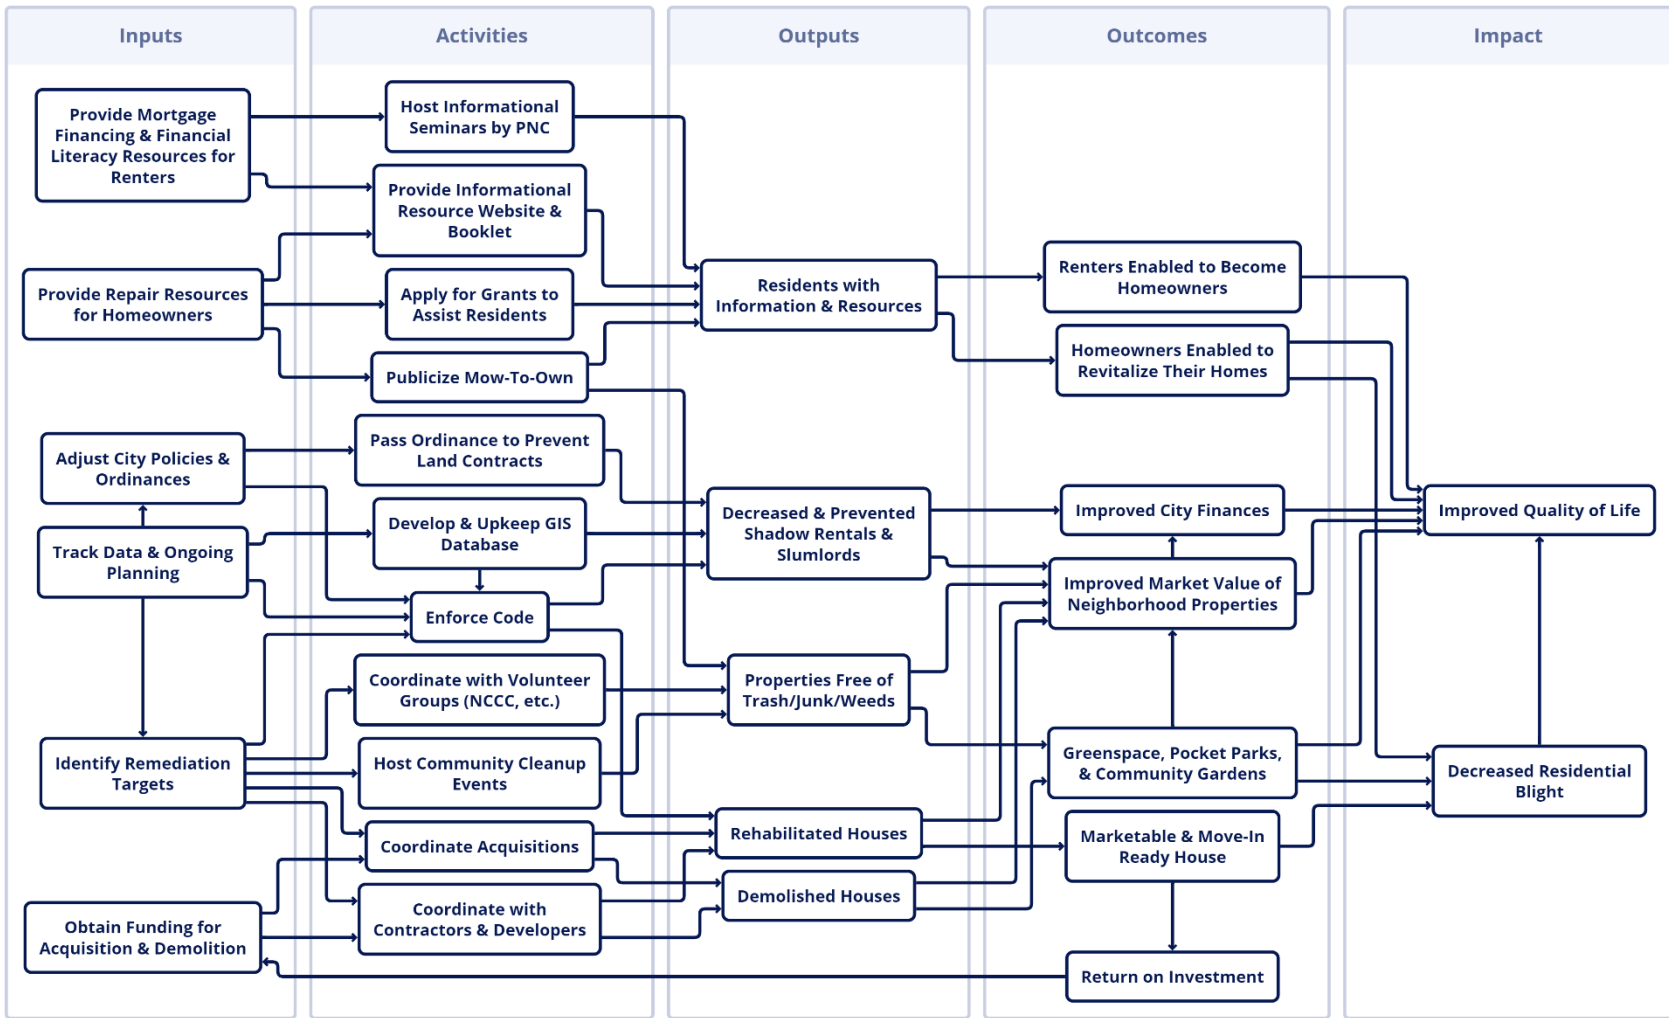 Inputs
Activities
Outputs
Outcomes
Impact
Provide Mortgage
Financing & Financial
Literacy Resources for
Renters
Provide Repair Resources
for Homeowners
Adjust City Policies &
Ordinances
Track Data & Ongoing
Planning
Identify Remediation
Targets
Obtain Funding for
Acquisition & Demolition
Host Informational
Seminars by PNC
Provide Informational
Resource Website &
Booklet
Apply for Grants to
Assist Residents
Publicize Mow-To-Own
Pass Ordinance to Prevent
Land Contracts
Develop & Upkeep GIS
Database
Enforce Code
Coordinate with Volunteer
Groups (NCCC, etc.)
Host Community Cleanup
Events
Coordinate Acquisitions
Coordinate with
Contractors & Developers
Residents with
Information & Resources
Decreased & Prevented
Shadow Rentals &
Slumlords
Properties Free of
Trash/Junk/Weeds
Rehabilitated Houses
Demolished Houses
Renters Enabled to Become
Homeowners
Homeowners Enabled to
Revitalize Their Homes
Improved City Finances
Improved Market Value of
Neighborhood Properties
Greenspace, Pocket Parks,
& Community Gardens
Marketable & Move-In
Ready House
Return on Investment
Improved Quality of Life
Decreased Residential
Blight